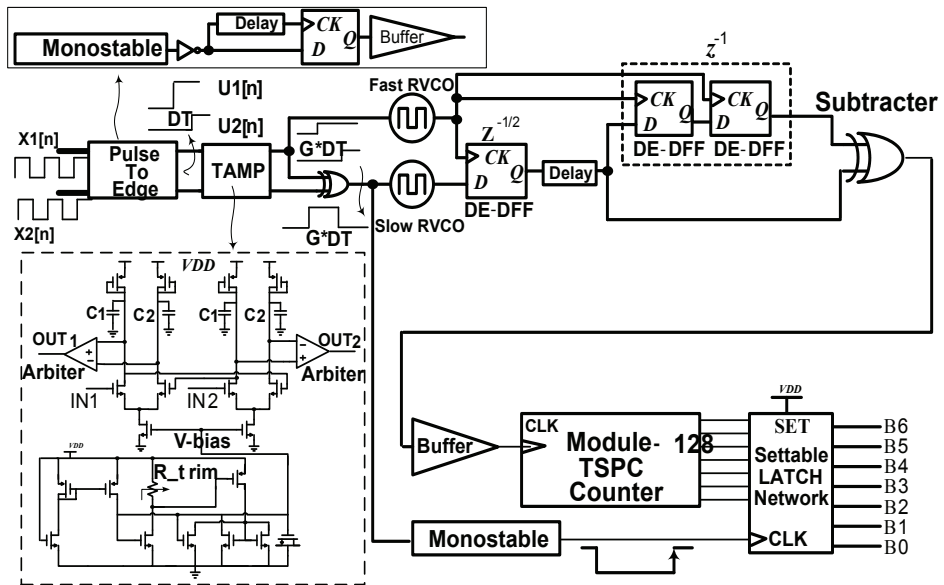 Monostable
Delay
CK
D
Q
Buffer
z-1
U1[n]
DT
U2[n]
X1[n]
X2[n]
Pulse
To
Edge
TAMP
G*DT
G*DT
Fast RVCO
Slow RVCO
Z-1/2
CK
D
Q
DE-DFF
Delay
CK
D
Q
DE-DFF
CK
Q
DE-DFF
Subtracter
VDD
C1
C2
C1
C2
OUT1
OUT2
Arbiter
Arbiter
IN1
IN2
V-bias
VDD
R_t rim
Buffer
CLK
Module-
128
TSPC
Counter
VDD
SET
Settable
LATCH
Network
CLK
B6
B5
B4
B3
B2
B1
B0
Monostable